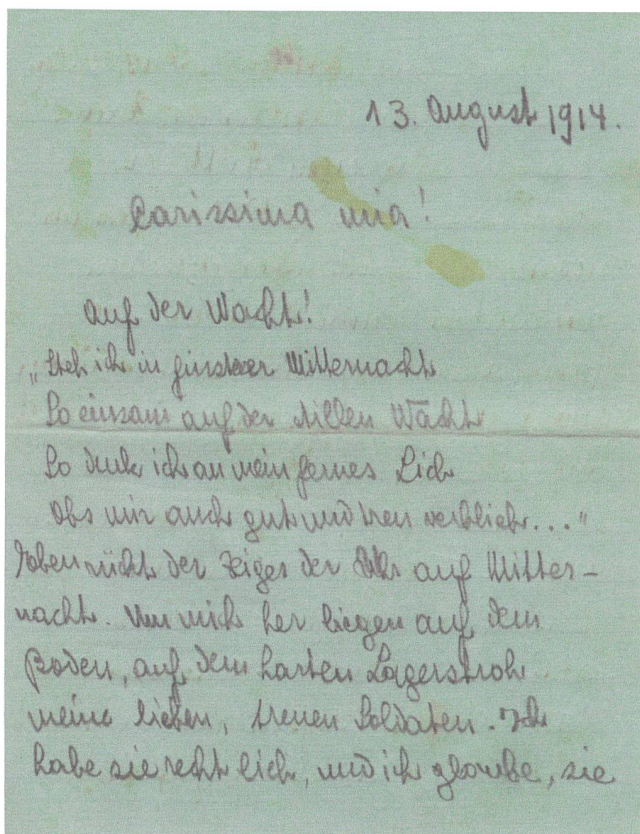 13. August 1914.
Carissima mia!
Auf der Wacht!
"Steh ich in finsterer Mitternacht
So einsam auf der stillen Wacht
So denk ich an mein fernes Lieb
Obs mir auch gut und treu verblieb..."
Eben rückt der Zeiger der Uhr auf Mitter-
nacht. Um mich her liegen auf dem
Boden, auf dem harten Lagerstroh
meine lieben, treuen Soldaten. Ich
habe sie recht lieb, und ich glaube, sie